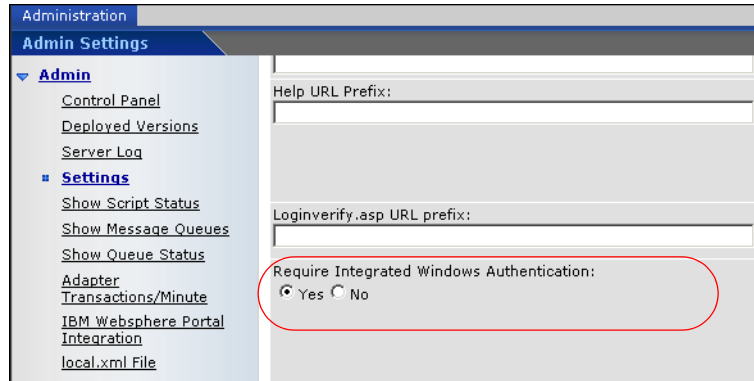 Administration
Admin Settings
Admin
Control Panel
Deployed Versions
Server Log
Settings
Show Script Status
Show Message Queues
Show Queue Status
Adapter
Transactions/Minute
IBM Websphere Portal
Integration
local.xml File
Help URL Prefix:
Loginverify.asp URL prefix:
Require Integrated Windows Authentication:
Yes No